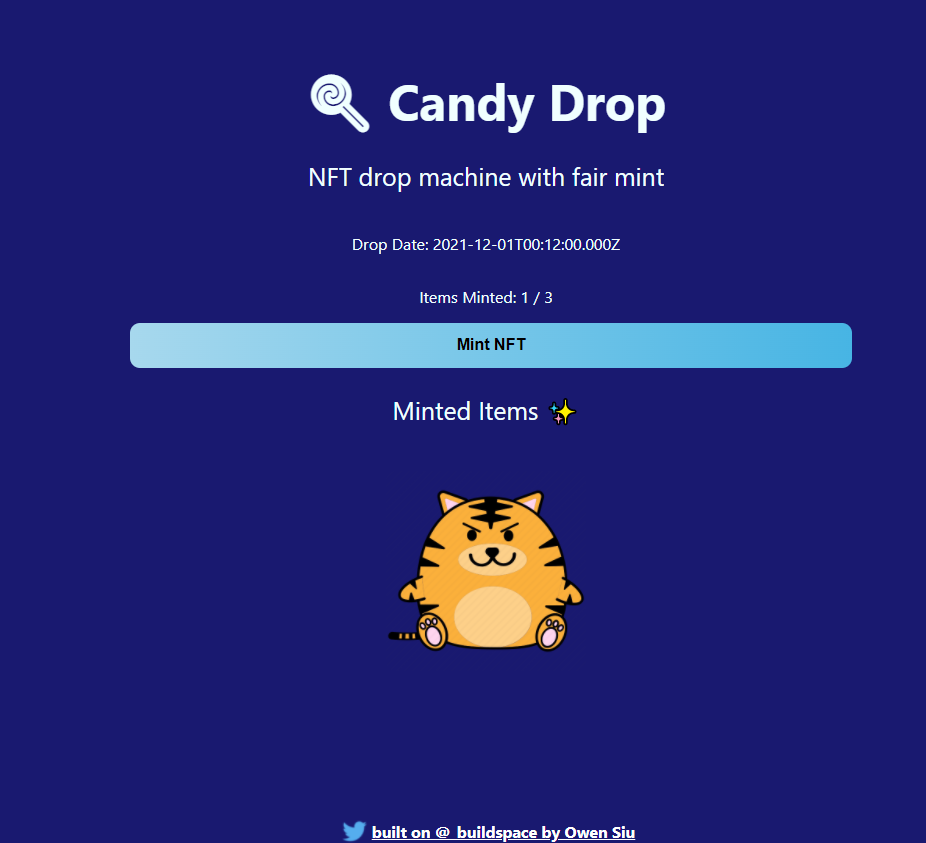 🍭 Candy Drop
NFT drop machine with fair mint
Drop Date: 2021-12-01T00:12:00.000Z
Items Minted: 1 / 3
Mint NFT
Minted Items ✨
built on @_buildspace by Owen Siu